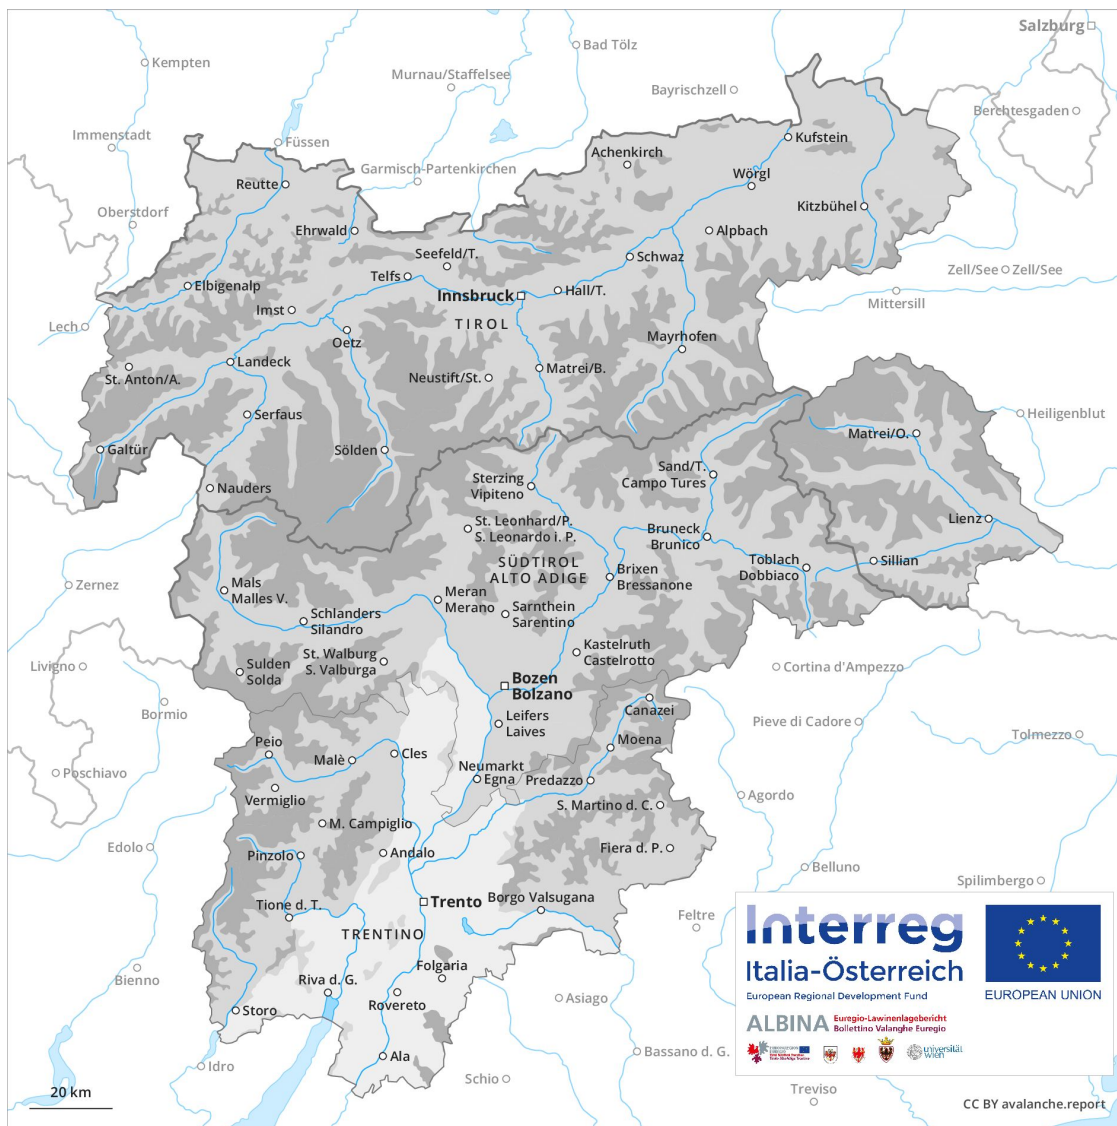 Salzburg
Bad Tölz
Kempten
Murnau/Staffelsee
Bayrischzell
Berchtesgaden
Immenstadt
Füssen
Kufstein
Achenkirch
Garmisch-Partenkirchen
Wörgl
Reutte
Oberstdorf
Kitzbühel
Ehrwald
Alpbach
Seefeld/T.
Schwaz
Telfs
Zell/See
Zell/See
Elbigenalp
Innsbruck
Hall/T.
Mittersill
Imst
TIROL
Lech
Oetz
Mayrhofen
Landeck
Matrei/B.
St. Anton/A.
Neustift/St.
Serfaus
Heiligenblut
Matrei/O.
Galtür
Sölden
Sterzing
Vipiteno
Sand/T.
Campo Tures
Nauders
St. Leonhard/P.
S. Leonardo i. P.
Lienz
Bruneck
Brunico
SÜDTIROL
ALTO ADIGE
Toblach
Dobbiaco
Sillian
Brixen
Bressanone
Zernez
Mals
Malles V.
Meran
Merano
Schlanders
Silandro
Sarnthein
Sarentino
St. Walburg
S. Valburga
Kastelruth
Castelrotto
Livigno
Sulden
Solda
Cortina d'Ampezzo
Bozen
Bolzano
Bormio
Canazei
Leifers
Laives
Pieve di Cadore
Tolmezzo
Peio
Moena
Malè
Cles
Poschiavo
Neumarkt
Egna
Predazzo
Vermiglio
Agordo
S. Martino d. C.
M. Campiglio
Edolo
Pinzolo
Andalo
Fiera d. P.
Belluno
Spilimbergo
Tione d. T.
Trento
Borgo Valsugana
Feltre
TRENTINO
Folgaria
Bienno
Riva d. G.
Rovereto
Asiago
Storo
Ala
Bassano d. G.
Idro
Schio
Treviso
20 km
Interreg
Italia-Österreich
European Regional Development Fund
EUROPEAN UNION
ALBINA
Euregio-Lawinenlagebericht
Bollettino Valanghe Euregio
universität
wien
CC BY avalanche.report